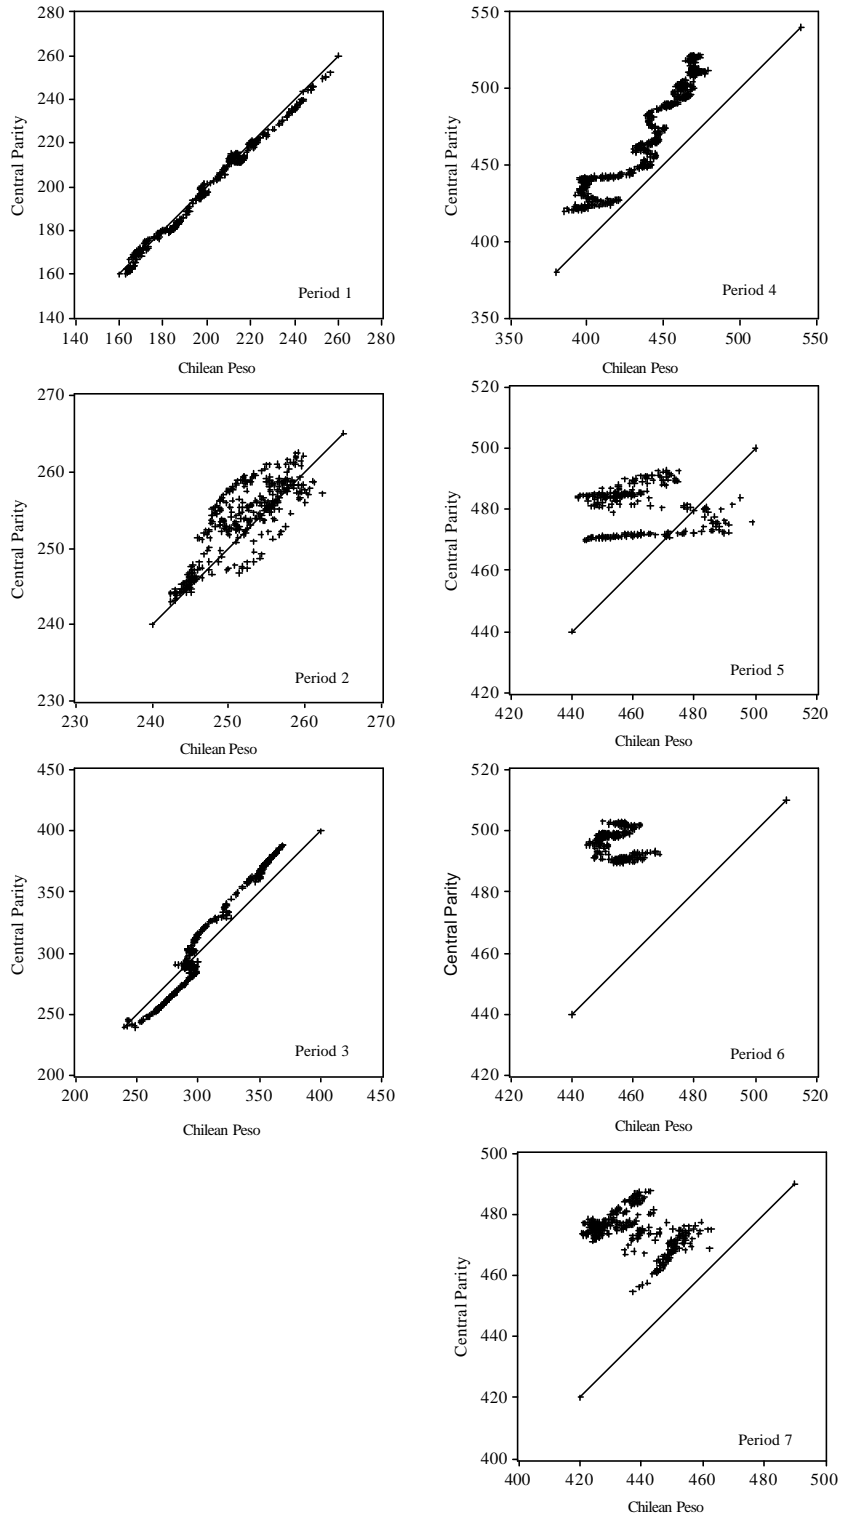 280
260
240
220
200
180
160
140
Central Parity
Period 1
140 160 180 200 220 240 260 280
Chilean Peso
550
500
450
400
350
Central Parity
Period 4
350 400 450 500 550
Chilean Peso
270
260
250
240
230
Central Parity
Period 2
230 240 250 260 270
Chilean Peso
520
500
480
460
440
420
Central Parity
Period 5
420 440 460 480 500 520
Chilean Peso
450
400
350
300
250
200
Central Parity
Period 3
200 250 300 350 400 450
Chilean Peso
520
500
480
460
440
420
Central Parity
Period 6
420 440 460 480 500 520
Chilean Peso
500
480
460
440
420
400
Central Parity
Period 7
400 420 440 460 480 500
Chilean Peso